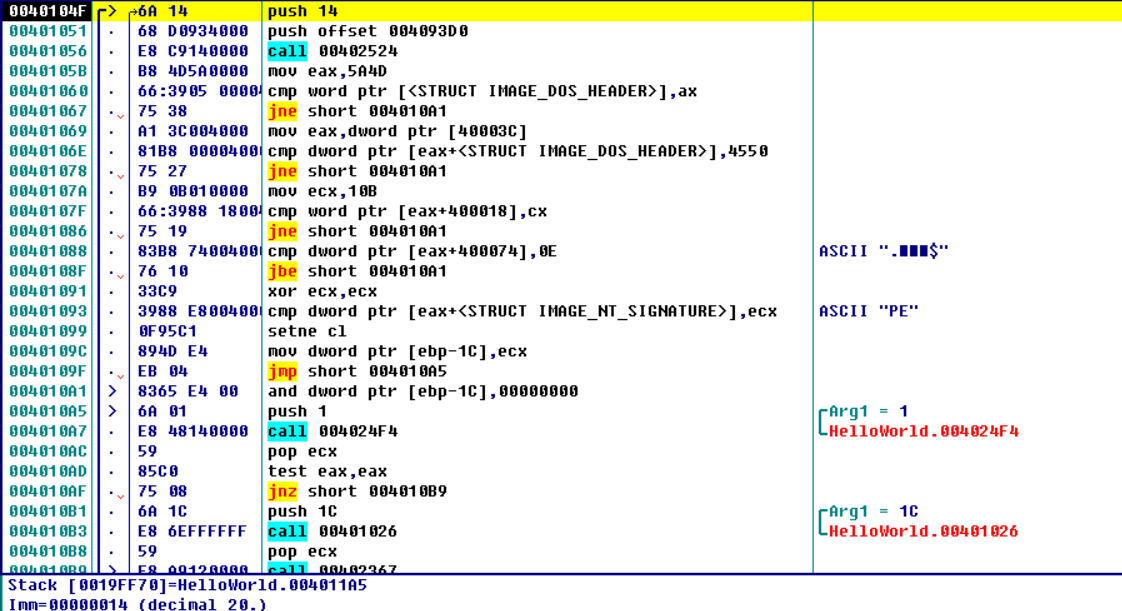 0040104F > 6A 14 push 14
00401051 . 68 D0934000 push offset 004093D0
00401056 . E8 C9140000 call 00402524
0040105B . B8 4D5A0000 mov eax,5A4D
00401060 . 66:3905 0000 cmp word ptr [<STRUCT IMAGE_DOS_HEADER>],ax
00401067 . 75 38 jne short 004010A1
00401069 . A1 3C004000 mov eax,dword ptr [40003C]
0040106E . 81B8 0000400 cmp dword ptr [eax+<STRUCT IMAGE_DOS_HEADER>],4550
00401078 . 75 27 jne short 004010A1
0040107A . B9 0B010000 mov ecx,10B
0040107F . 66:3988 1800 cmp word ptr [eax+400018],cx
00401086 . 75 19 jne short 004010A1
00401088 . 83B8 7400400 cmp dword ptr [eax+400074],0E ASCII ".■■■$"
0040108F . 76 10 jbe short 004010A1
00401091 . 33C9 xor ecx,ecx
00401093 . 3988 E800400 cmp dword ptr [eax+<STRUCT IMAGE_NT_SIGNATURE>],ecx ASCII "PE"
00401099 . 0F95C1 setne cl
0040109C . 894D E4 mov dword ptr [ebp-1C],ecx
0040109F . EB 04 jmp short 004010A5
004010A1 > 8365 E4 00 and dword ptr [ebp-1C],00000000
004010A5 > 6A 01 push 1 Arg1 = 1
004010A7 . E8 48140000 call 004024F4 HelloWorld.004024F4
004010AC . 59 pop ecx
004010AD . 85C0 test eax,eax
004010AF . 75 08 jnz short 004010B9
004010B1 . 6A 1C push 1C Arg1 = 1C
004010B3 . E8 6EFFFFFF call 00401026 HelloWorld.00401026
004010B8 . 59 pop ecx
004010B9 > E8 A9120000 call 00402367
Stack [0019FF70]=HelloWorld.004011A5
Imm=00000014 (decimal 20.)